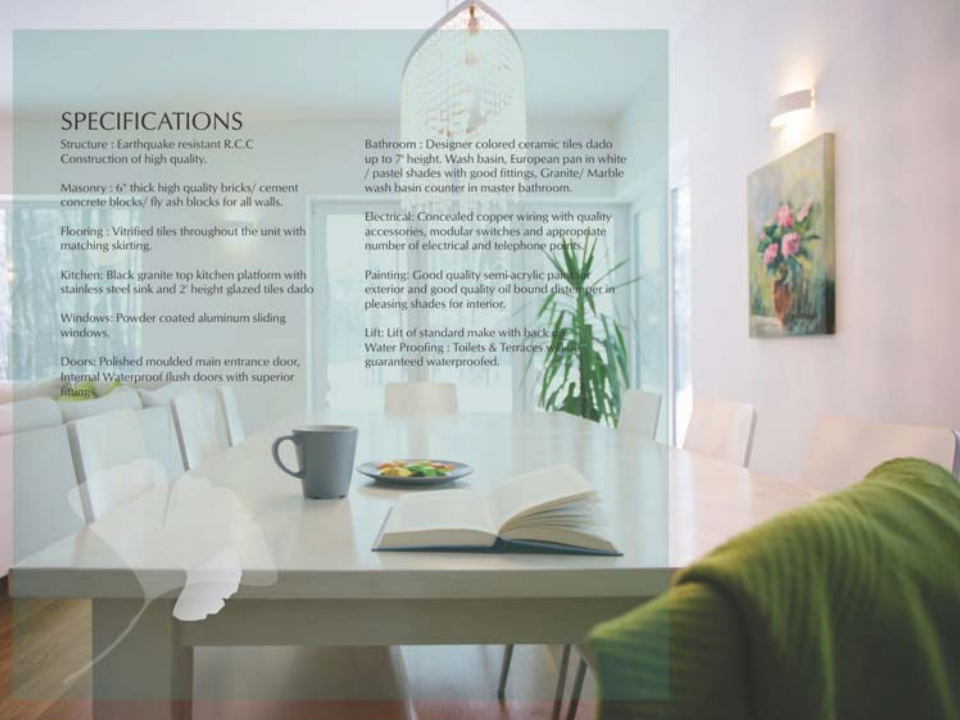 SPECIFICATIONS
Structure : Earthquake resistant R.C.C
Construction of high quality.
Masonry : 6" thick high quality bricks/ cement
concrete blocks/ fly ash blocks for all walls.
Flooring : Vitrified tiles throughout the unit with
matching skirting.
Kitchen: Black granite top kitchen platform with
stainless steel sink and 2' height glazed tiles dado
Windows: Powder coated aluminum sliding
windows.
Doors: Polished moulded main entrance door,
Internal Waterproof flush doors with superior
fittings.
Bathroom : Designer colored ceramic tiles dado
up to 7' height. Wash basin, European pan in white
/ pastel shades with good fittings, Granite/ Marble
wash basin counter in master bathroom.
Electrical: Concealed copper wiring with quality
accessories, modular switches and appropriate
number of electrical and telephone points.
Painting: Good quality semi-acrylic paint for
exterior and good quality oil bound distemper in
pleasing shades for interior.
Lift: Lift of standard make with back up
Water Proofing : Toilets & Terraces
guaranteed waterproofed.